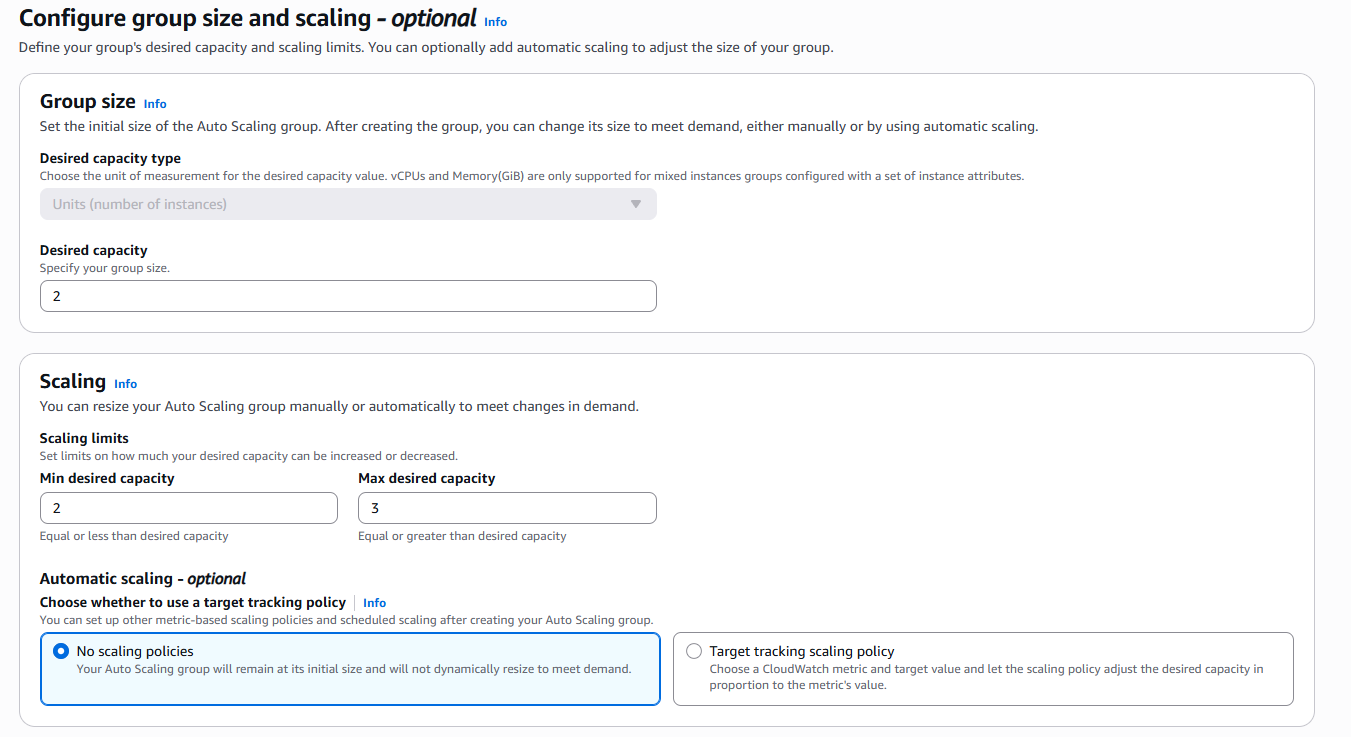 Configure group size and scaling - optional Info
Define your group's desired capacity and scaling limits. You can optionally add automatic scaling to adjust the size of your group.
Group size Info
Set the initial size of the Auto Scaling group. After creating the group, you can change its size to meet demand, either manually or by using automatic scaling.
Desired capacity type
Choose the unit of measurement for the desired capacity value. vCPUs and Memory(GiB) are only supported for mixed instances groups configured with a set of instance attributes.
Units (number of instances)
Desired capacity
Specify your group size.
2
Scaling Info
You can resize your Auto Scaling group manually or automatically to meet changes in demand.
Scaling limits
Set limits on how much your desired capacity can be increased or decreased.
Min desired capacity Max desired capacity
2 3
Equal or less than desired capacity Equal or greater than desired capacity
Automatic scaling - optional
Choose whether to use a target tracking policy Info
You can set up other metric-based scaling policies and scheduled scaling after creating your Auto Scaling group.
No scaling policies
Your Auto Scaling group will remain at its initial size and will not dynamically resize to meet demand.
Target tracking scaling policy
Choose a CloudWatch metric and target value and let the scaling policy adjust the desired capacity in
proportion to the metric's value.